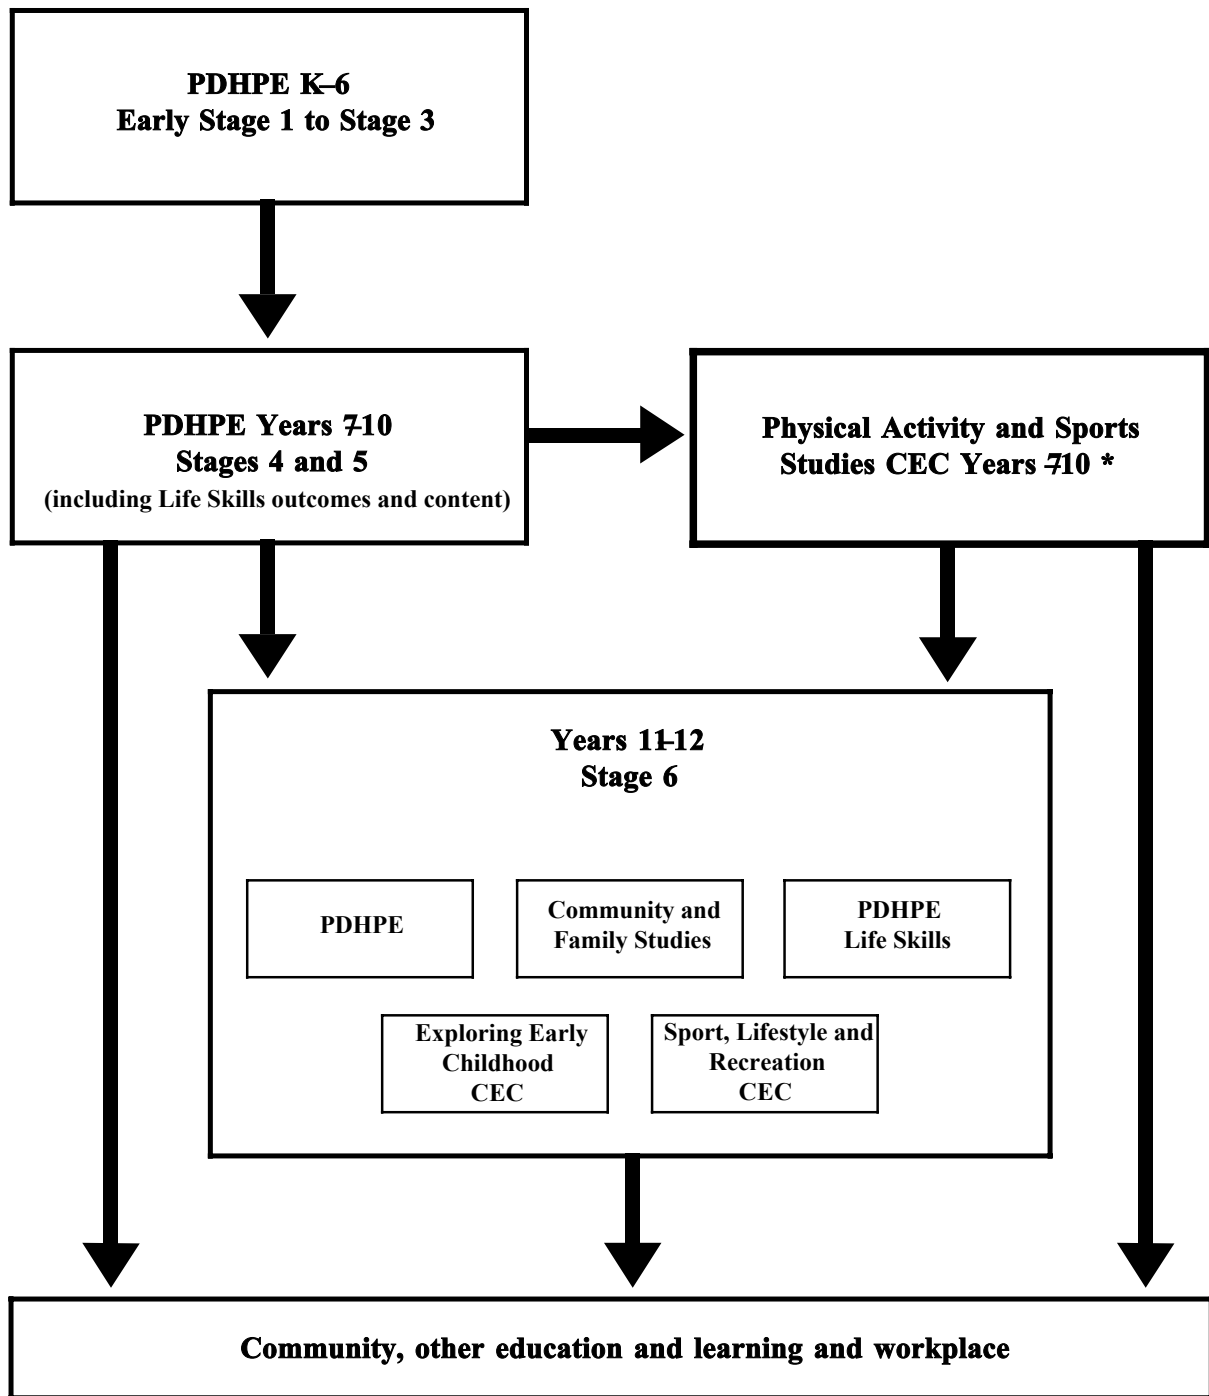 PDHPE K–6
Early Stage 1 to Stage 3
PDHPE Years 7–10
Stages 4 and 5
(including Life Skills outcomes and content)
Physical Activity and Sports
Studies CEC Years 7–10 *
Years 11–12
Stage 6
PDHPE
Community and
Family Studies
PDHPE
Life Skills
Exploring Early
Childhood
CEC
Sport, Lifestyle and
Recreation
CEC
Community, other education and learning and workplace